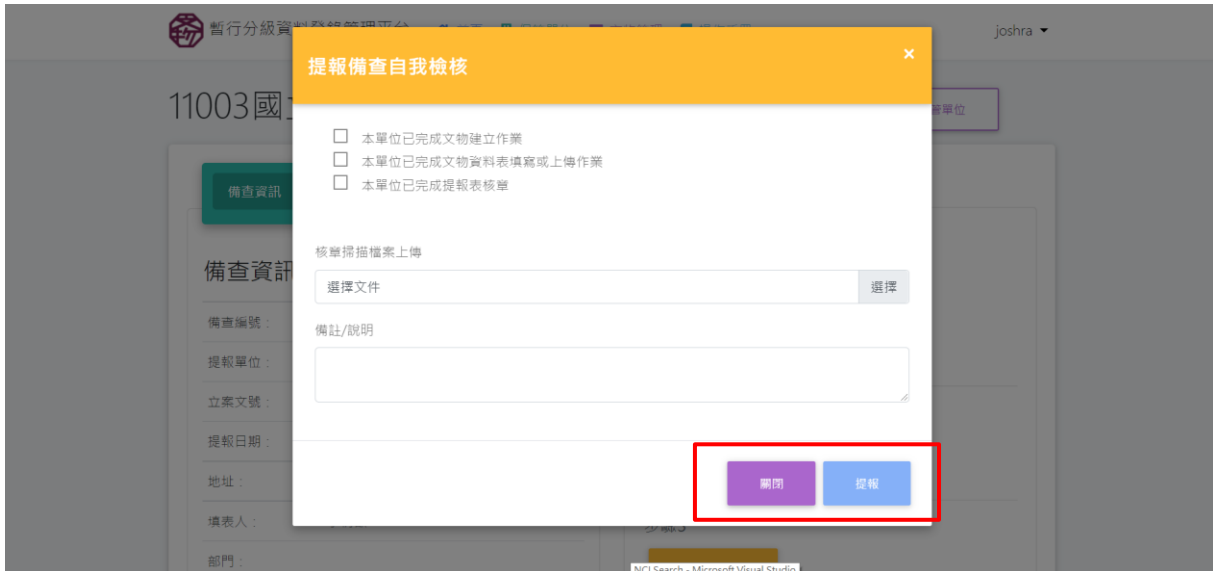 暫行分級資
joshra
提報備查自我檢核
×
11003國
管單位
本單位已完成文物建立作業
本單位已完成文物資料表填寫或上傳作業
本單位已完成提報表核章
備查資訊
核章掃描檔案上傳
備查資訊
選擇文件
選擇
備查編號：
備註/說明
提報單位：
立案文號：
提報日期：
地址：
關閉
提報
填表人：
部門：
NCI Search - Microsoft Visual Studio